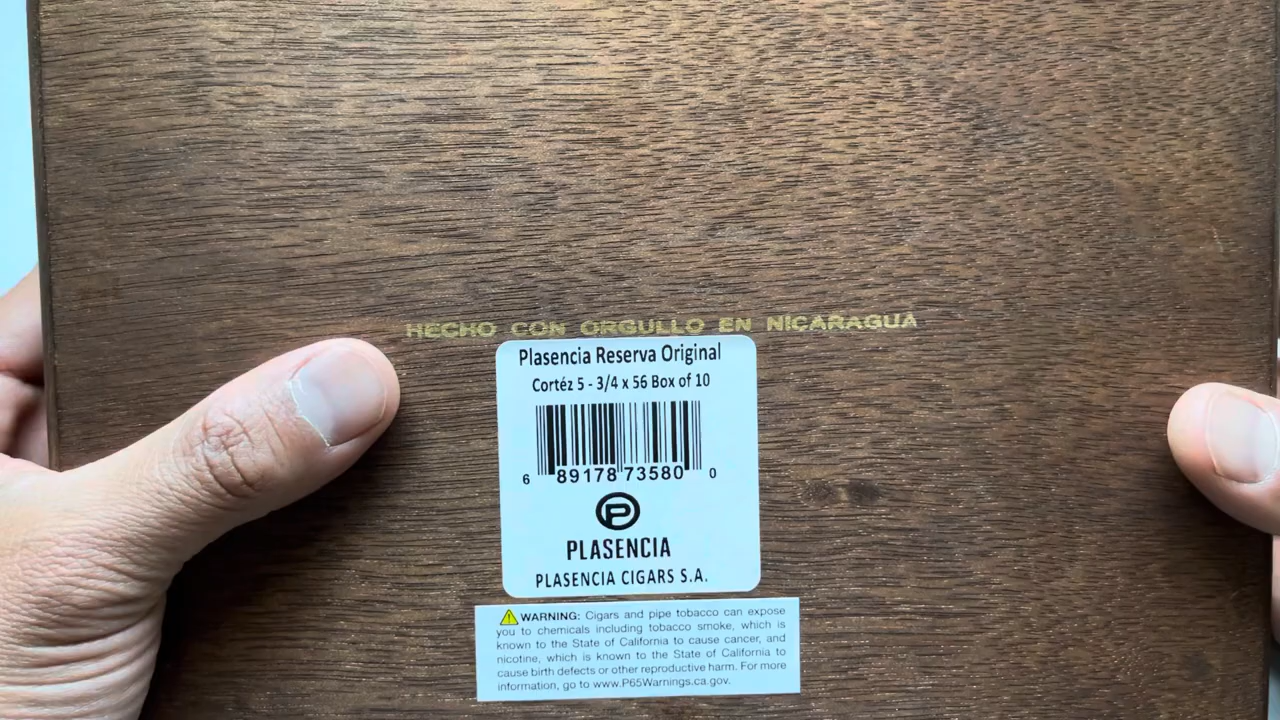 HECHO CON ORGULLO EN NICARAGUA
Plasencia Reserva Original
Cortéz 5 - 3/4 x 56 Box of 10
6 89178 73580 0
P
PLASENCIA
PLASENCIA CIGARS S.A.
WARNING: Cigars and pipe tobacco can expose
you to chemicals including tobacco smoke, which is
known to the State of California to cause cancer, and
nicotine, which is known to the State of California to
cause birth defects or other reproductive harm. For more
information, go to www.P65Warnings.ca.gov.